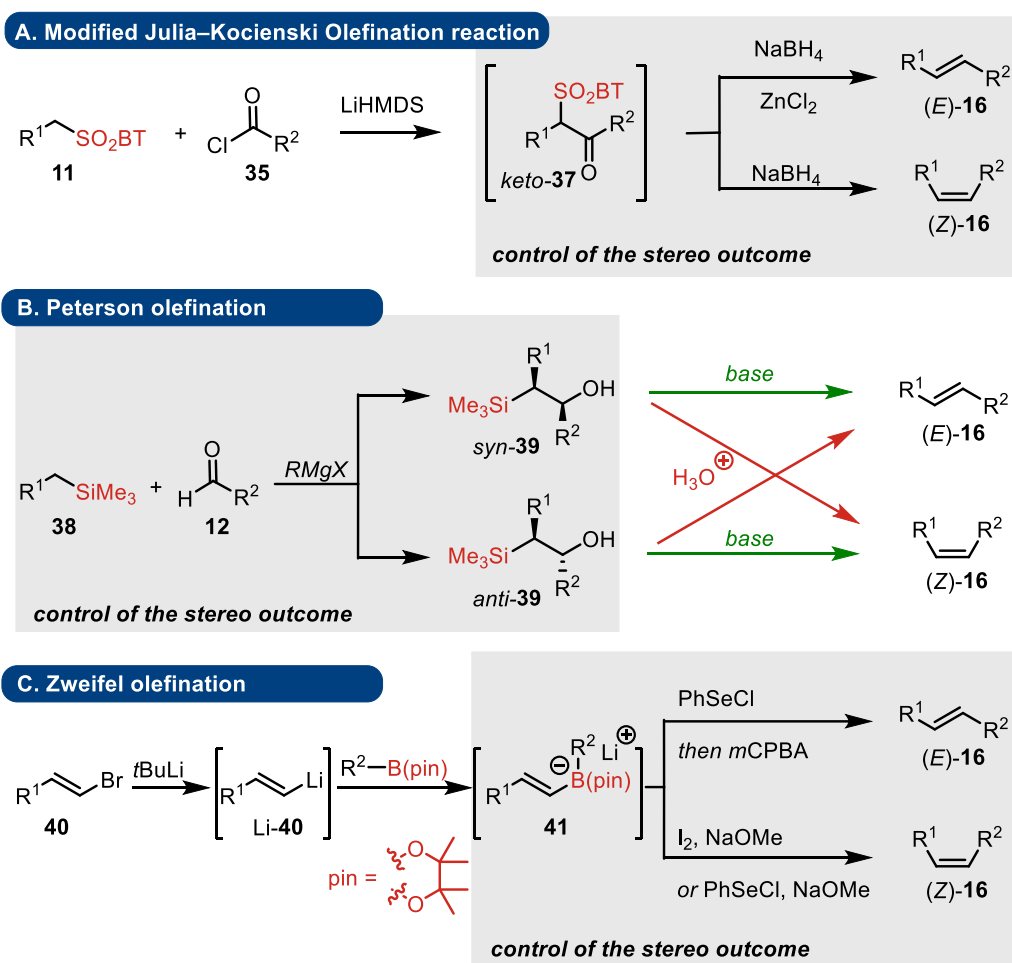 A. Modified Julia–Kocienski Olefination reaction
R¹ SO₂BT
11
+
O
Cl R²
35
LiHMDS
SO₂BT
R¹ R²
O
keto-37
NaBH₄
ZnCl₂
R¹ R²
(E)-16
NaBH₄
R¹ R²
(Z)-16
control of the stereo outcome
B. Peterson olefination
R¹ SiMe₃
38
+
O
H R²
12
RMgX
R¹
Me₃Si OH
R²
syn-39
R¹
Me₃Si OH
R²
anti-39
control of the stereo outcome
base
H₃O⊕
base
R¹ R²
(E)-16
R¹ R²
(Z)-16
C. Zweifel olefination
R¹ Br
40
tBuLi
R¹ Li
Li-40
R²–B(pin)
pin =
O
O
R² Li⊕
⊖
R¹ B(pin)
41
PhSeCl
then mCPBA
R¹ R²
(E)-16
I₂, NaOMe
or PhSeCl, NaOMe
R¹ R²
(Z)-16
control of the stereo outcome